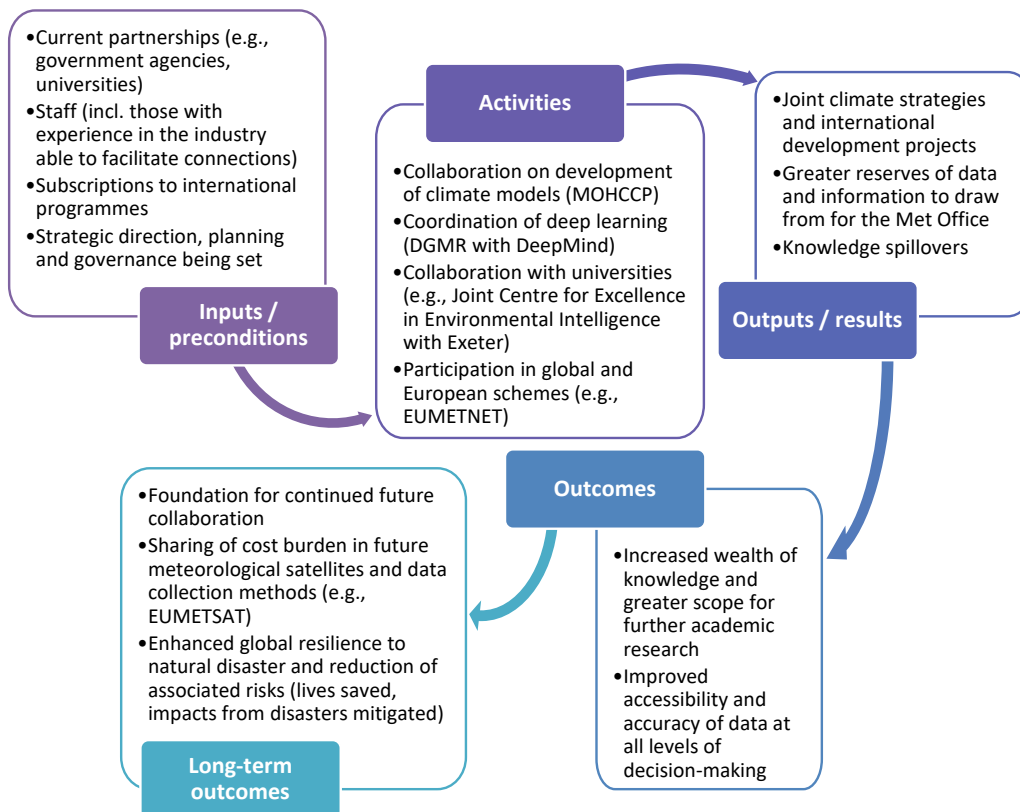 •Current partnerships (e.g.,
government agencies,
universities)
•Staff (incl. those with
experience in the industry
able to facilitate connections)
•Subscriptions to international
programmes
•Strategic direction, planning
and governance being set
Inputs /
preconditions
Activities
•Collaboration on development
of climate models (MOHCCP)
•Coordination of deep learning
(DGMR with DeepMind)
•Collaboration with universities
(e.g., Joint Centre for Excellence
in Environmental Intelligence
with Exeter)
•Participation in global and
European schemes (e.g.,
EUMETNET)
•Joint climate strategies
and international
development projects
•Greater reserves of data
and information to draw
from for the Met Office
•Knowledge spillovers
Outputs / results
Outcomes
•Increased wealth of
knowledge and
greater scope for
further academic
research
•Improved
accessibility and
accuracy of data at
all levels of
decision-making
•Foundation for continued future
collaboration
•Sharing of cost burden in future
meteorological satellites and data
collection methods (e.g.,
EUMETSAT)
•Enhanced global resilience to
natural disaster and reduction of
associated risks (lives saved,
impacts from disasters mitigated)
Long-term
outcomes